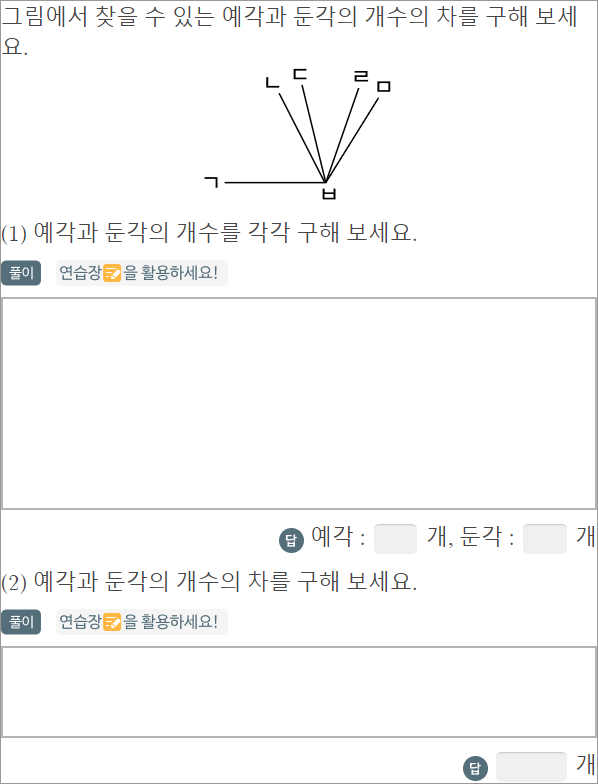 그림에서 찾을 수 있는 예각과 둔각의 개수의 차를 구해 보세
요.
ㄴ ㄷ ㄹ ㅁ
ㄱ
ㅂ
(1) 예각과 둔각의 개수를 각각 구해 보세요.
풀이 연습장을 활용하세요!
답 예각 : 개, 둔각 : 개
(2) 예각과 둔각의 개수의 차를 구해 보세요.
풀이 연습장을 활용하세요!
답 개